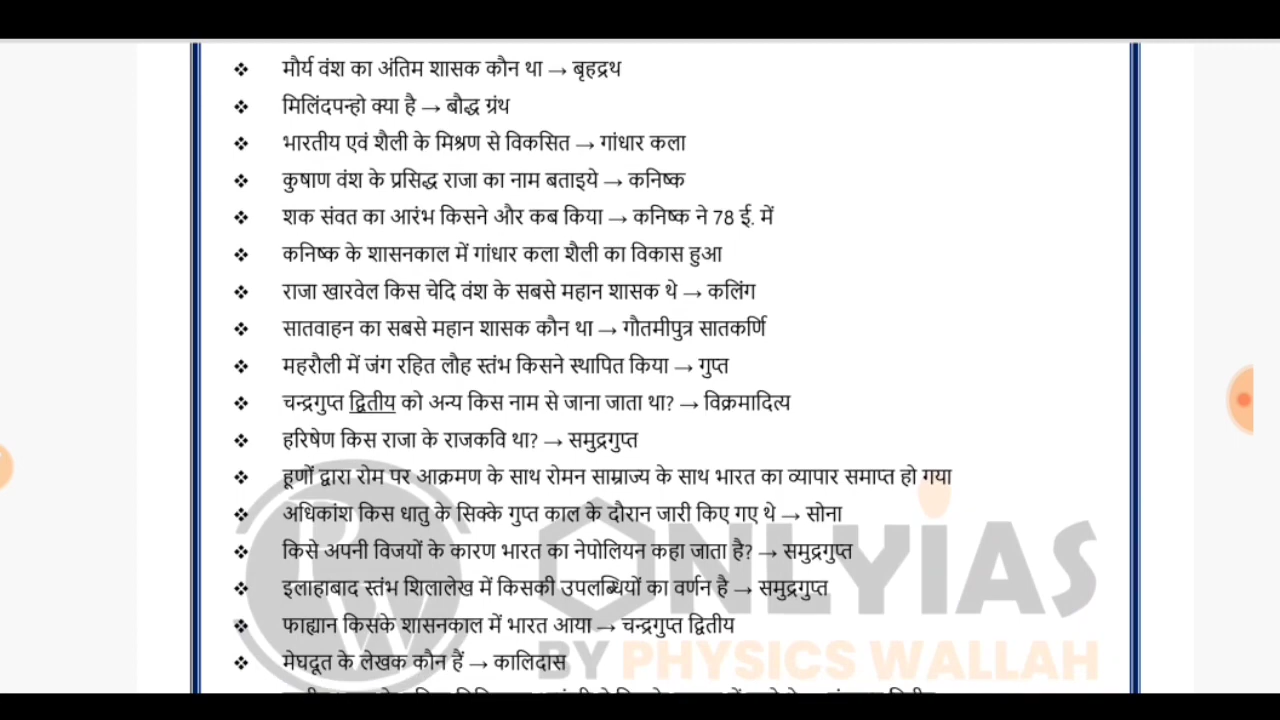 ❖ मौर्य वंश का अंतिम शासक कौन था → बृहद्रथ
❖ मिलिंदपन्हो क्या है → बौद्ध ग्रंथ
❖ भारतीय एवं शैली के मिश्रण से विकसित → गांधार कला
❖ कुषाण वंश के प्रसिद्ध राजा का नाम बताइये → कनिष्क
❖ शक संवत का आरंभ किसने और कब किया → कनिष्क ने 78 ई. में
❖ कनिष्क के शासनकाल में गांधार कला शैली का विकास हुआ
❖ राजा खारवेल किस चेदि वंश के सबसे महान शासक थे → कलिंग
❖ सातवाहन का सबसे महान शासक कौन था → गौतमीपुत्र सातकर्णि
❖ महरौली में जंग रहित लौह स्तंभ किसने स्थापित किया → गुप्त
❖ चन्द्रगुप्त द्वितीय को अन्य किस नाम से जाना जाता था? → विक्रमादित्य
❖ हरिषेण किस राजा के राजकवि था? → समुद्रगुप्त
❖ हूणों द्वारा रोम पर आक्रमण के साथ रोमन साम्राज्य के साथ भारत का व्यापार समाप्त हो गया
❖ अधिकांश किस धातु के सिक्के गुप्त काल के दौरान जारी किए गए थे → सोना
❖ किसे अपनी विजयों के कारण भारत का नेपोलियन कहा जाता है? → समुद्रगुप्त
❖ इलाहाबाद स्तंभ शिलालेख में किसकी उपलब्धियों का वर्णन है → समुद्रगुप्त
❖ फाह्यान किसके शासनकाल में भारत आया → चन्द्रगुप्त द्वितीय
❖ मेघदूत के लेखक कौन हैं → कालिदास
PW ONLYIAS
BY PHYSICS WALLAH